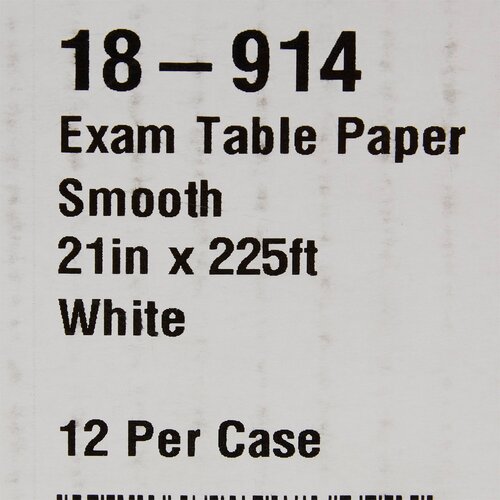 18-914
Exam Table Paper
Smooth
21in x 225ft
White
12 Per Case